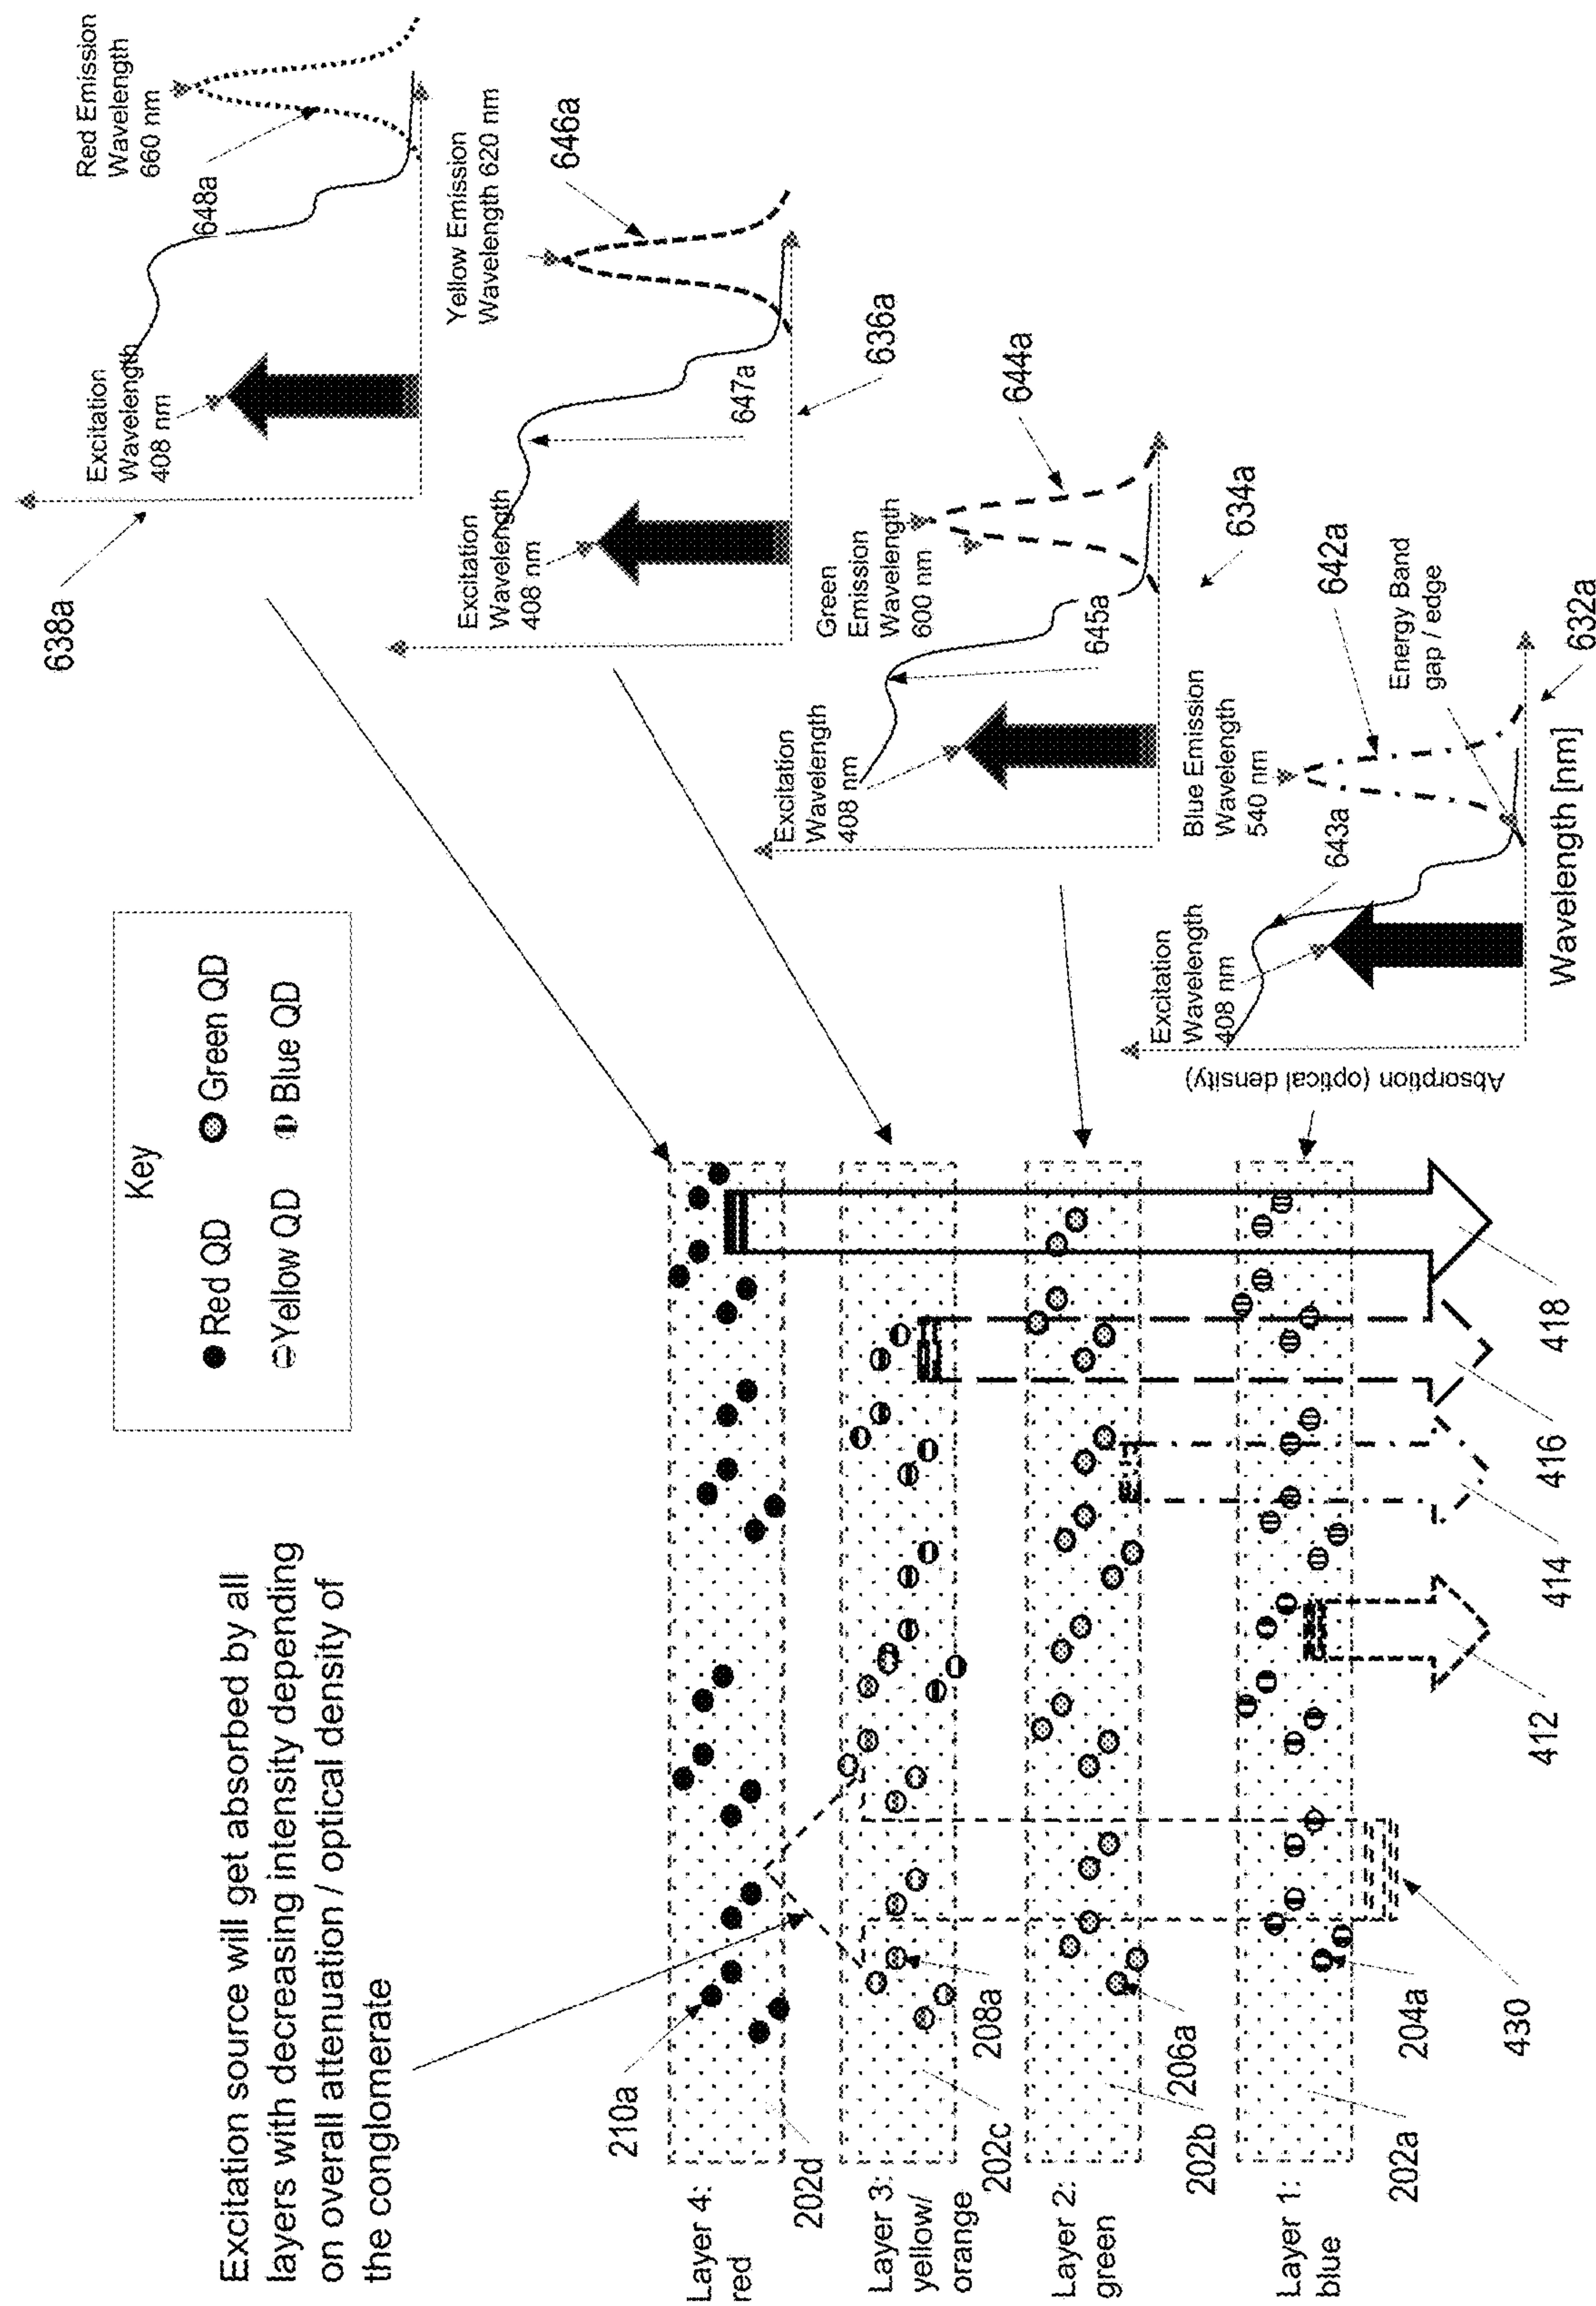 Excitation source will get absorbed by all
layers with decreasing intensity depending
on overall attenuation / optical density of
the conglomerate
Key
Red QD
Green QD
Yellow QD
Blue QD
638a
Excitation
Wavelength
408 nm
648a
Red Emission
Wavelength
660 nm
Excitation
Wavelength
408 nm
647a
Yellow Emission
Wavelength 620 nm
646a
636a
Excitation
Wavelength
408 nm
645a
Green
Emission
Wavelength
600 nm
644a
634a
Absorption (optical density)
Excitation
Wavelength
408 nm
643a
Blue Emission
Wavelength
540 nm
642a
Energy Band
gap / edge
632a
Wavelength [nm]
Layer 4:
red
202d
210a
Layer 3:
yellow/
orange
202c
208a
Layer 2:
green
202b
206a
Layer 1:
blue
202a
204a
430
412
414
416
418